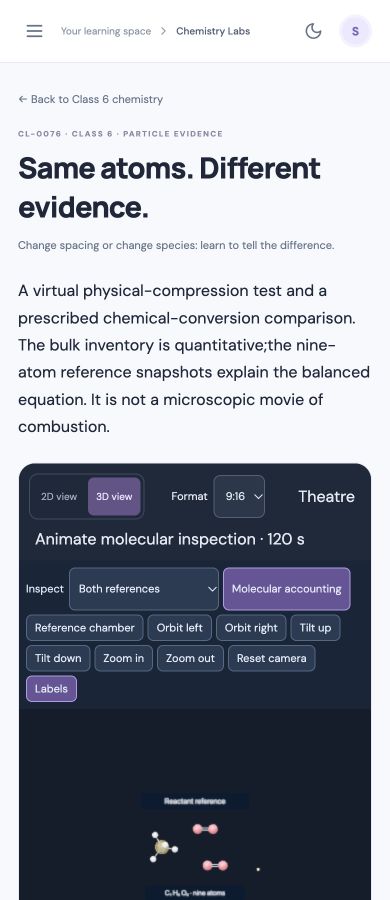 Your learning space > Chemistry Labs S
← Back to Class 6 chemistry
CL-0076 · CLASS 6 · PARTICLE EVIDENCE
Same atoms. Different
evidence.
Change spacing or change species: learn to tell the difference.
A virtual physical-compression test and a
prescribed chemical-conversion comparison.
The bulk inventory is quantitative;the nine-
atom reference snapshots explain the balanced
equation. It is not a microscopic movie of
combustion.
2D view 3D view Format 9:16 Theatre
Animate molecular inspection · 120 s
Inspect Both references Molecular accounting
Reference chamber Orbit left Orbit right Tilt up
Tilt down Zoom in Zoom out Reset camera
Labels
Reactant reference
nine atoms